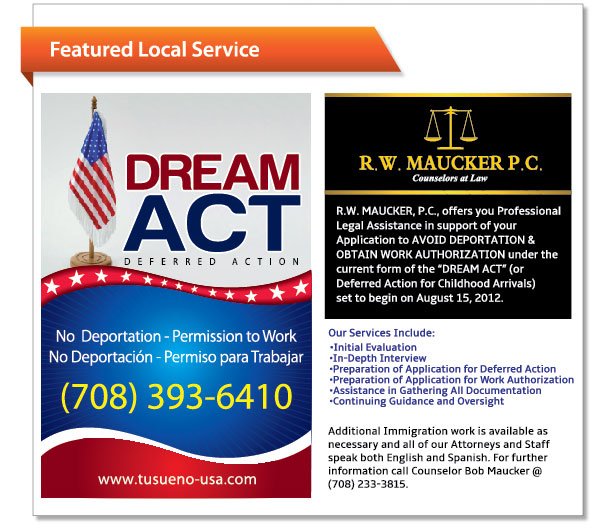 Featured Local Service
DREAM
ACT
DEFERRED ACTION
No Deportation - Permission to Work
No Deportación - Permiso para Trabajar
(708) 393-6410
www.tusueno-usa.com
R.W. MAUCKER P.C.
Counselors at Law
R.W. MAUCKER, P.C., offers you Professional
Legal Assistance in support of your
Application to AVOID DEPORTATION &
OBTAIN WORK AUTHORIZATION under the
current form of the “DREAM ACT” (or
Deferred Action for Childhood Arrivals)
set to begin on August 15, 2012.
Our Services Include:
•Initial Evaluation
•In-Depth Interview
•Preparation of Application for Deferred Action
•Preparation of Application for Work Authorization
•Assistance in Gathering All Documentation
•Continuing Guidance and Oversight
Additional Immigration work is available as
necessary and all of our Attorneys and Staff
speak both English and Spanish. For further
information call Counselor Bob Maucker @
(708) 233-3815.